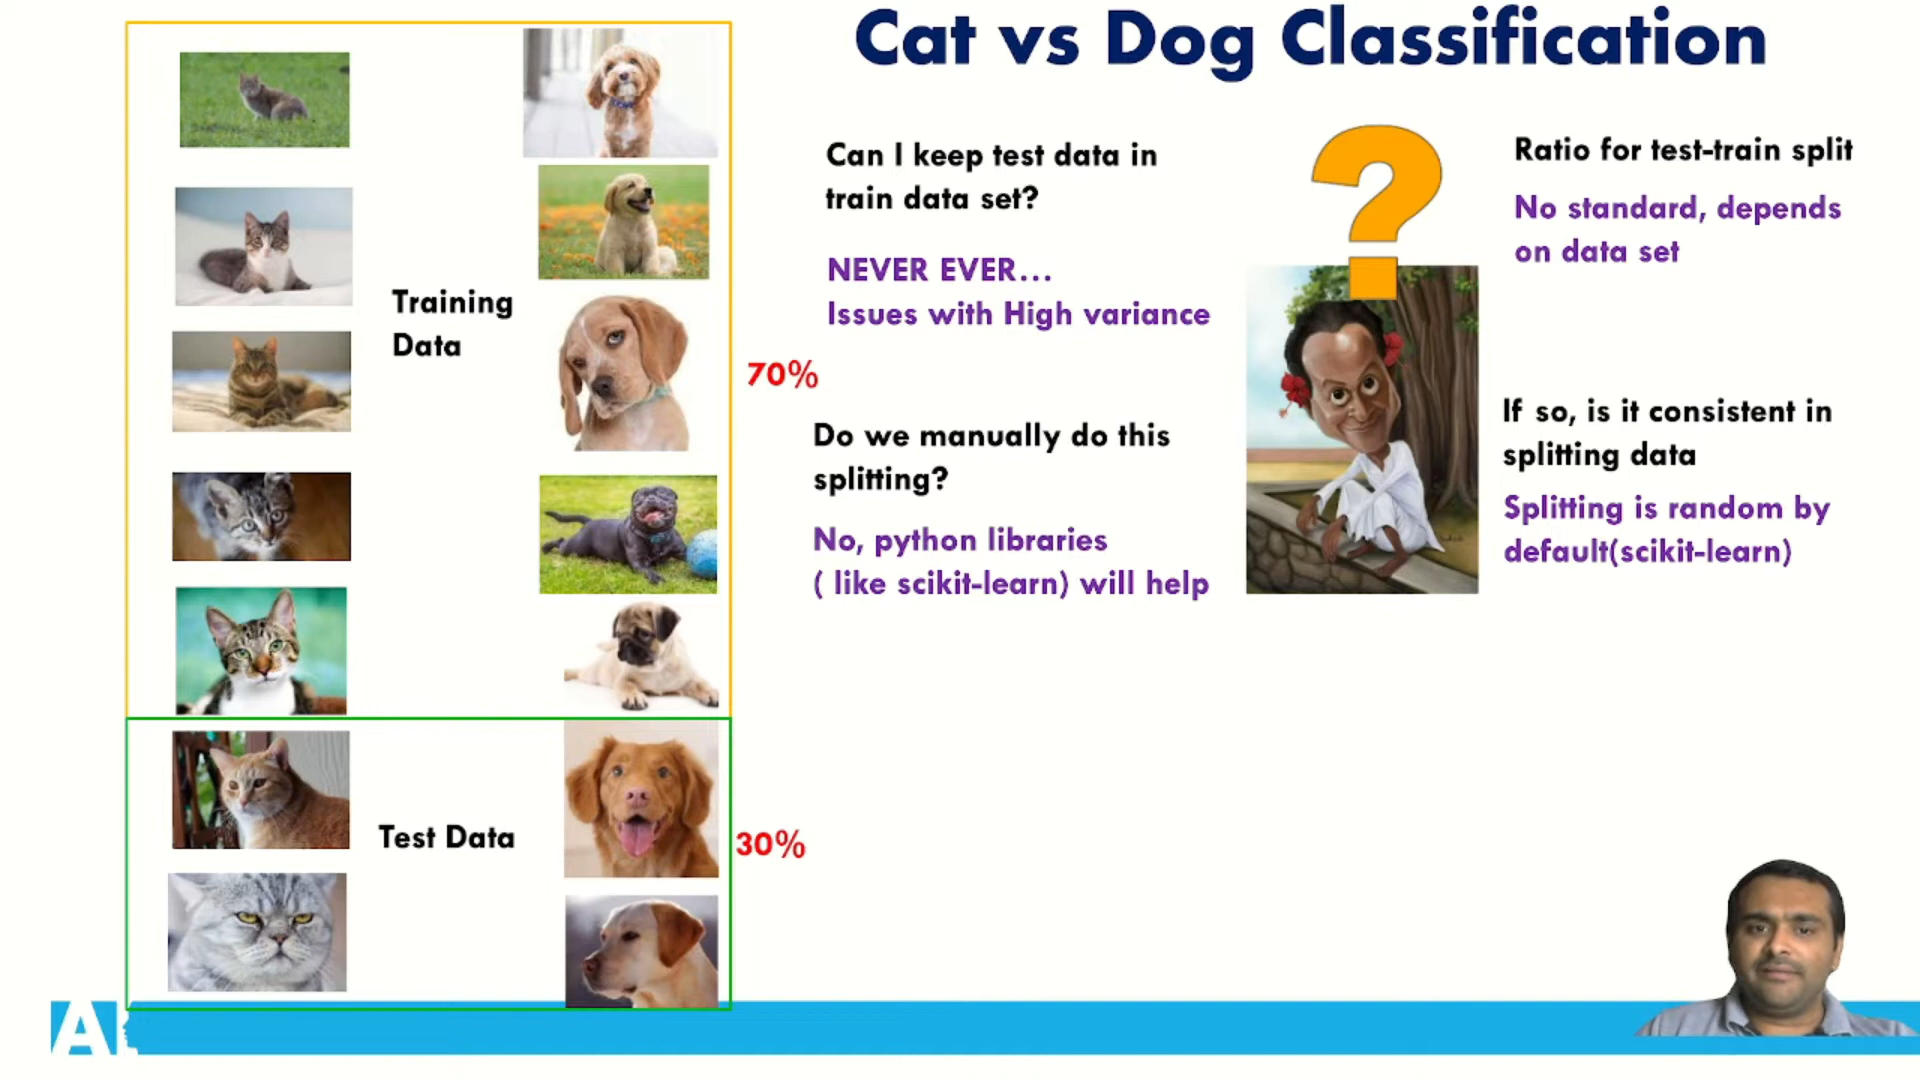 Cat vs Dog Classification
Training
Data
70%
Test Data
30%
Can I keep test data in
train data set?
NEVER EVER...
Issues with High variance
Do we manually do this
splitting?
No, python libraries
( like scikit-learn) will help
Ratio for test-train split
No standard, depends
on data set
If so, is it consistent in
splitting data
Splitting is random by
default(scikit-learn)